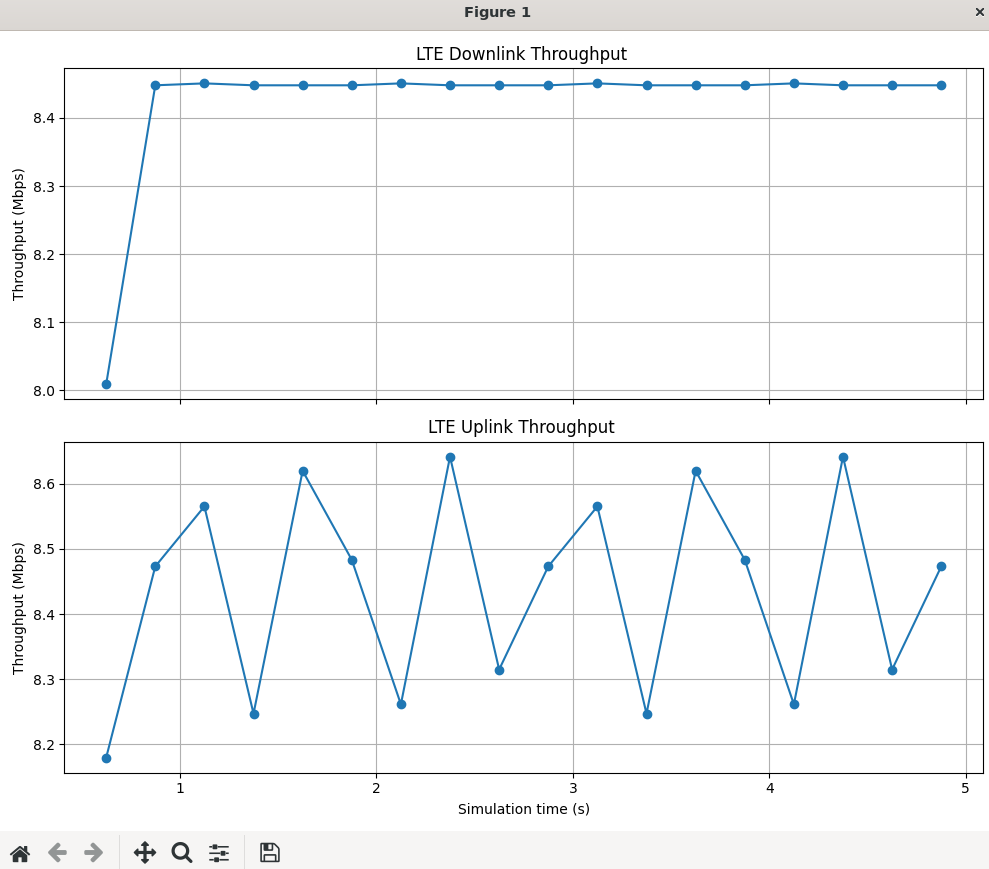 Figure 1
×
LTE Downlink Throughput
8.4
8.3
8.2
8.1
8.0
Throughput (Mbps)
LTE Uplink Throughput
8.6
8.5
8.4
8.3
8.2
Throughput (Mbps)
1 2 3 4 5
Simulation time (s)